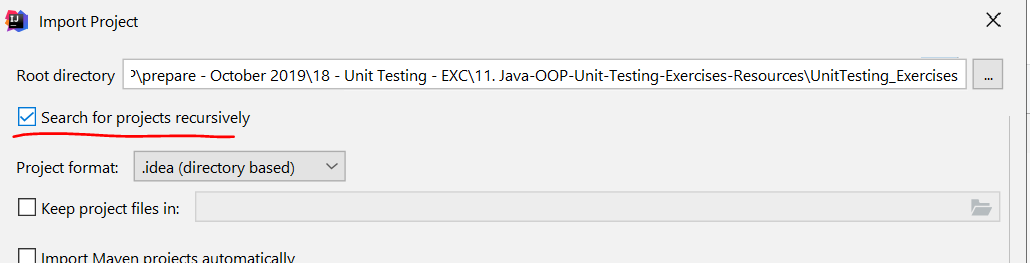 Import Project
Root directory P\prepare - October 2019\18 - Unit Testing - EXC\11. Java-OOP-Unit-Testing-Exercises-Resources\UnitTesting_Exercises ...
Search for projects recursively
Project format: .idea (directory based)
Keep project files in:
Import Maven projects automatically